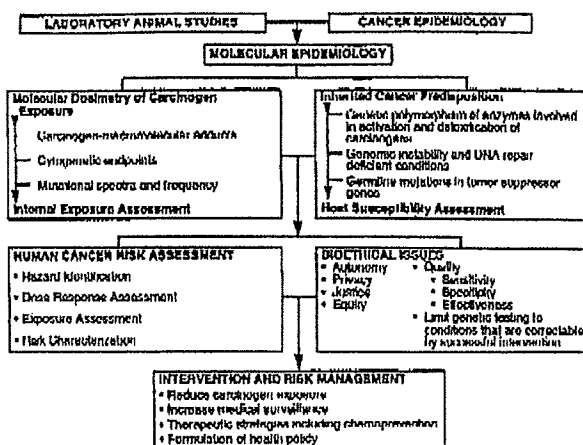 LABORATORY ANIMAL STUDIES
CANCER EPIDEMIOLOGY
MOLECULAR EPIDEMIOLOGY
Molecular Dosimetry of Carcinogen
Exposure
Carcinogen-macromolecular adducts
Cytogenetic endpoints
Mutational spectra and frequency
Internal Exposure Assessment
Inherited Cancer Predisposition
Genetic polymorphism of enzymes involved
in activation and detoxification of
carcinogens
Genomic instability and DNA repair
deficient conditions
Germline mutations in tumor suppressor
genes
Host Susceptibility Assessment
HUMAN CANCER RISK ASSESSMENT
• Hazard Identification
• Dose Response Assessment
• Exposure Assessment
• Risk Characterization
BIOETHICAL ISSUES
• Autonomy
• Privacy
• Justice
• Equity
• Quality
• Sensitivity
• Specificity
• Effectiveness
• Limit genetic testing to
conditions that are correctable
by successful intervention
INTERVENTION AND RISK MANAGEMENT
• Reduce carcinogen exposure
• Increase medical surveillance
• Therapeutic strategies including chemoprevention
• Formulation of health policy